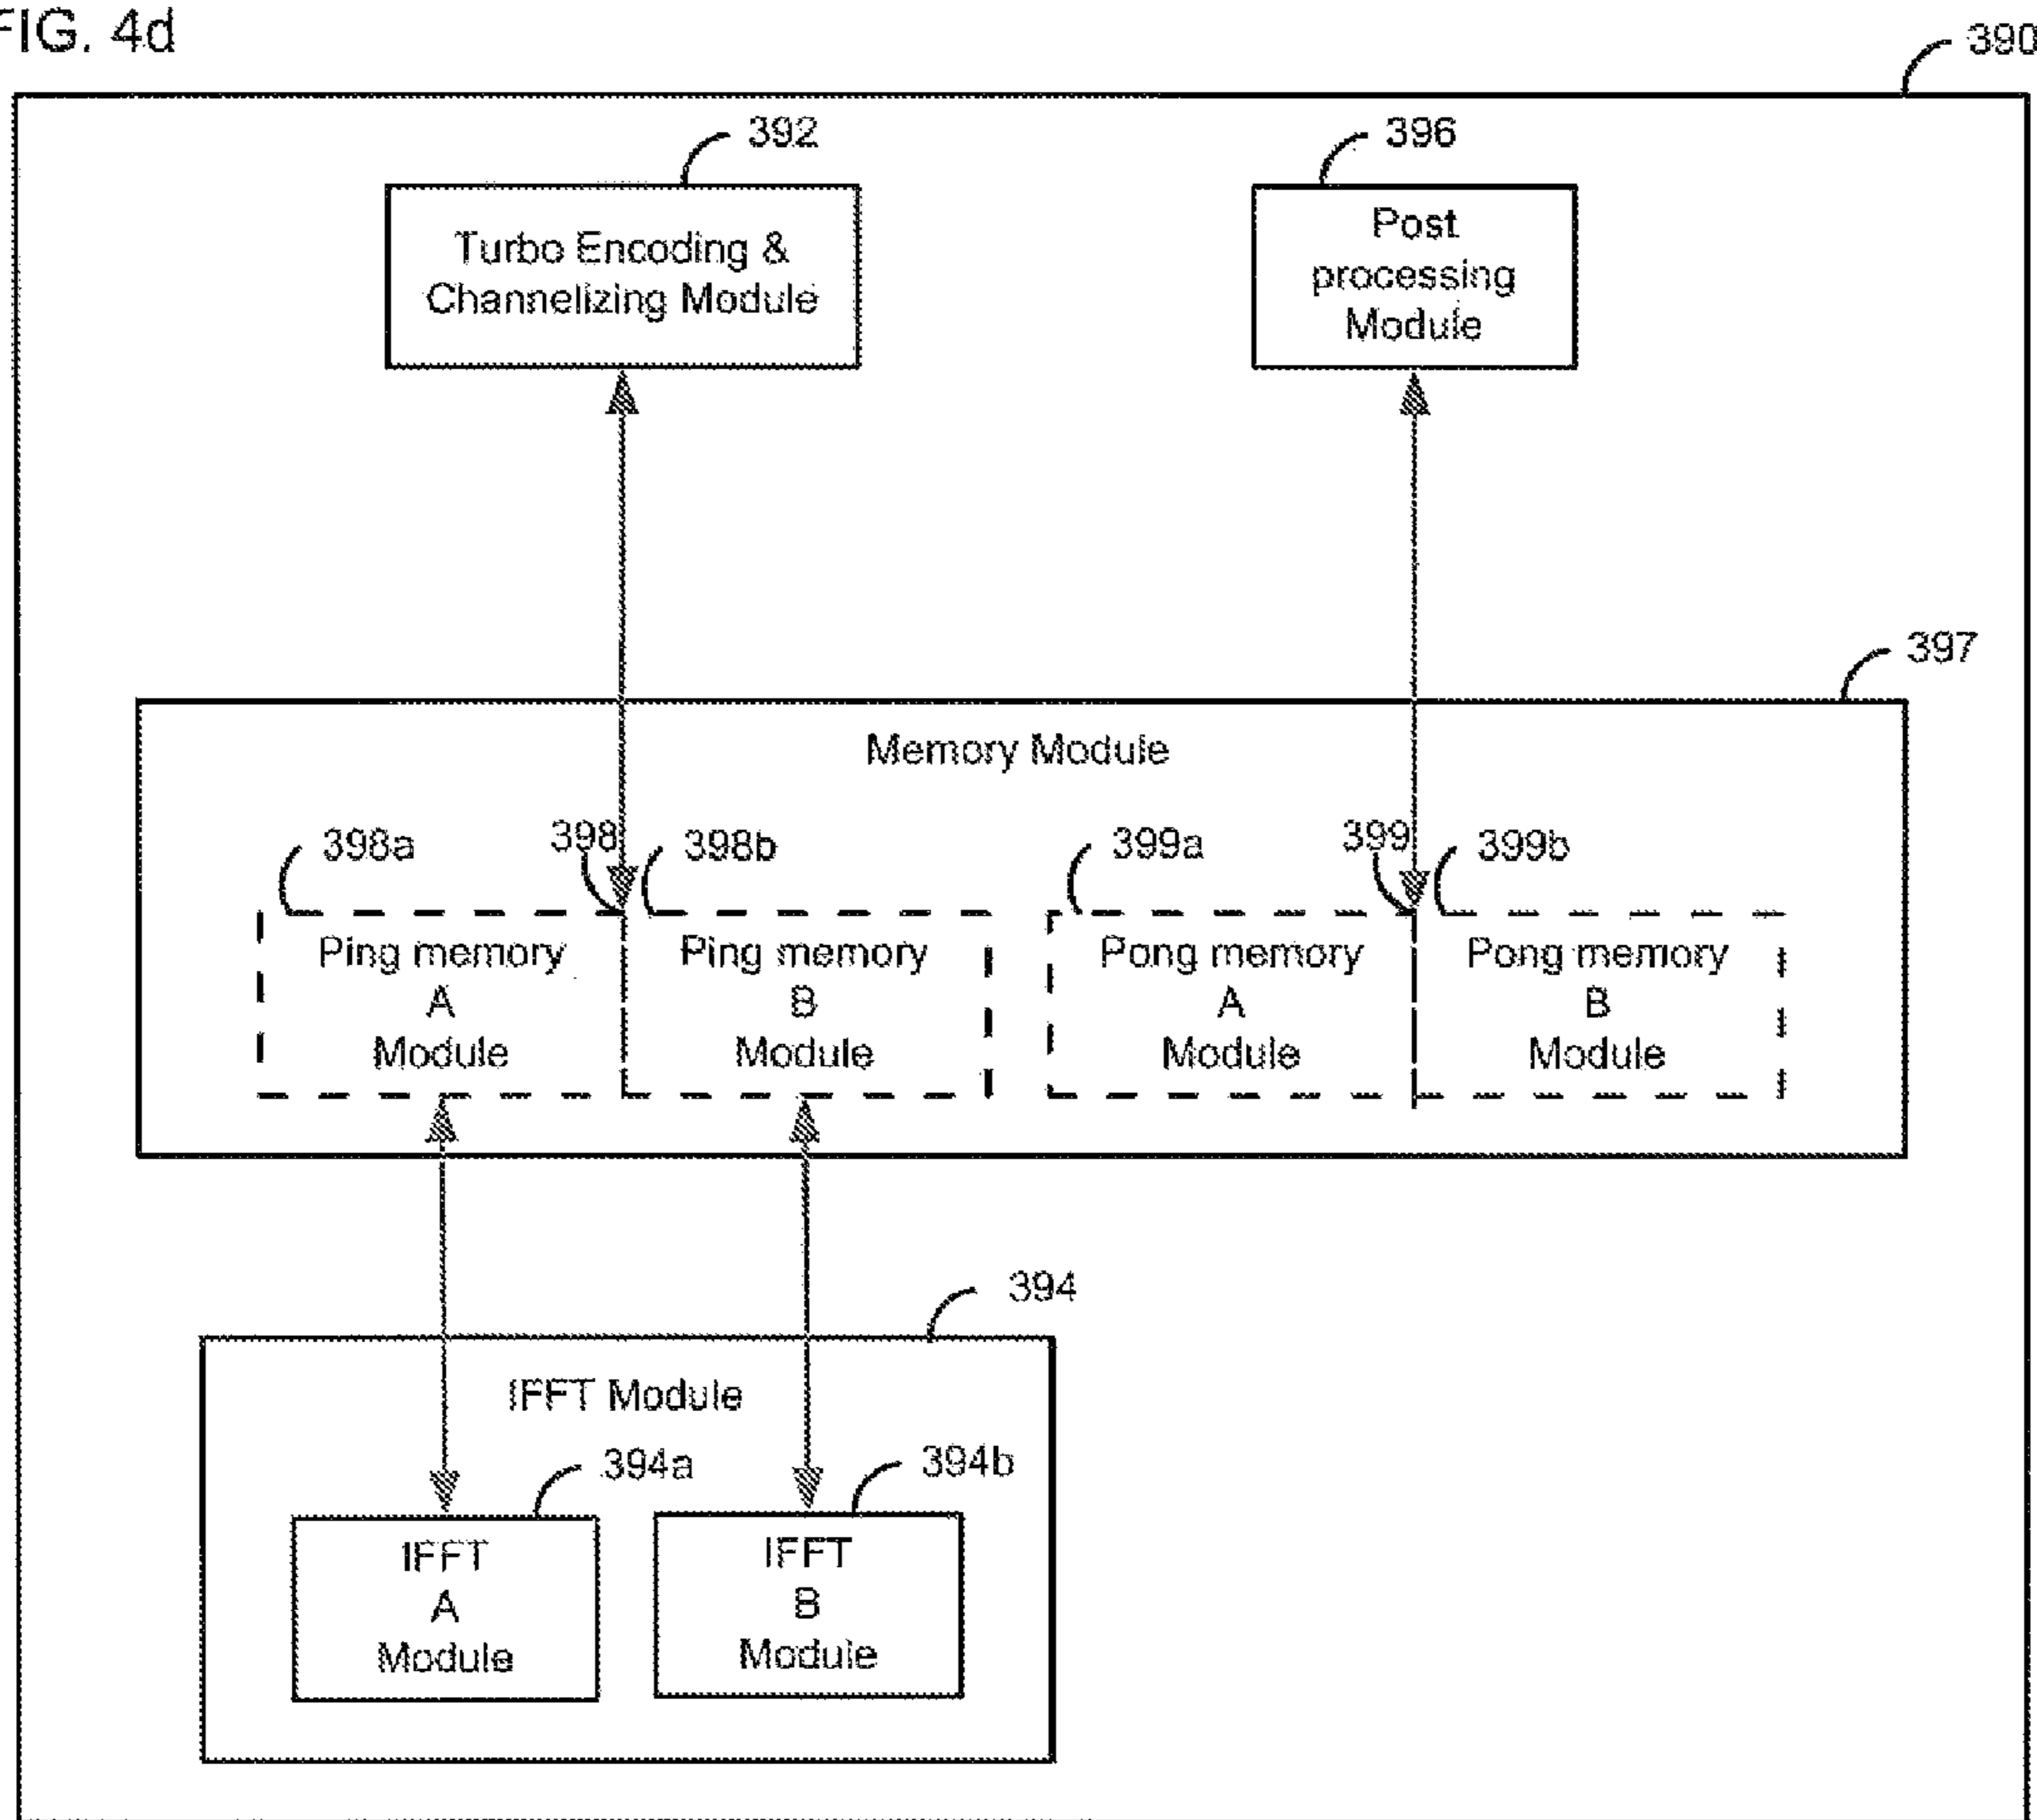 FIG. 4d
390
392
396
Turbo Encoding &
Channelizing Module
Post
processing
Module
397
Memory Module
398a
398
398b
399a
399
399b
Ping memory
A
Module
Ping memory
B
Module
Pong memory
A
Module
Pong memory
B
Module
394
IFFT Module
394a
394b
IFFT
A
Module
IFFT
B
Module